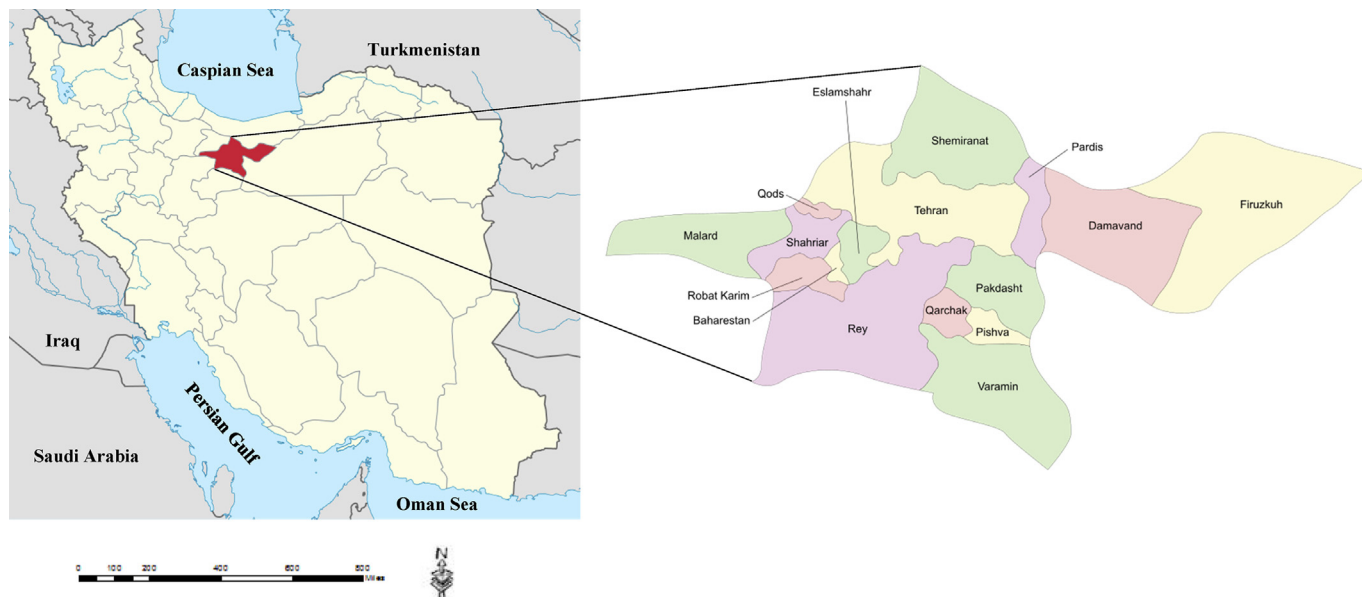 Turkmenistan
Caspian Sea
Iraq
Persian Gulf
Saudi Arabia
Oman Sea
Eslamshahr
Shemiranat
Pardis
Qods
Tehran
Firuzkuh
Damavand
Malard
Shahriar
Robat Karim
Pakdasht
Baharestan
Qarchak
Rey
Pishva
Varamin
N
0 100 200 400 600 800
Miles